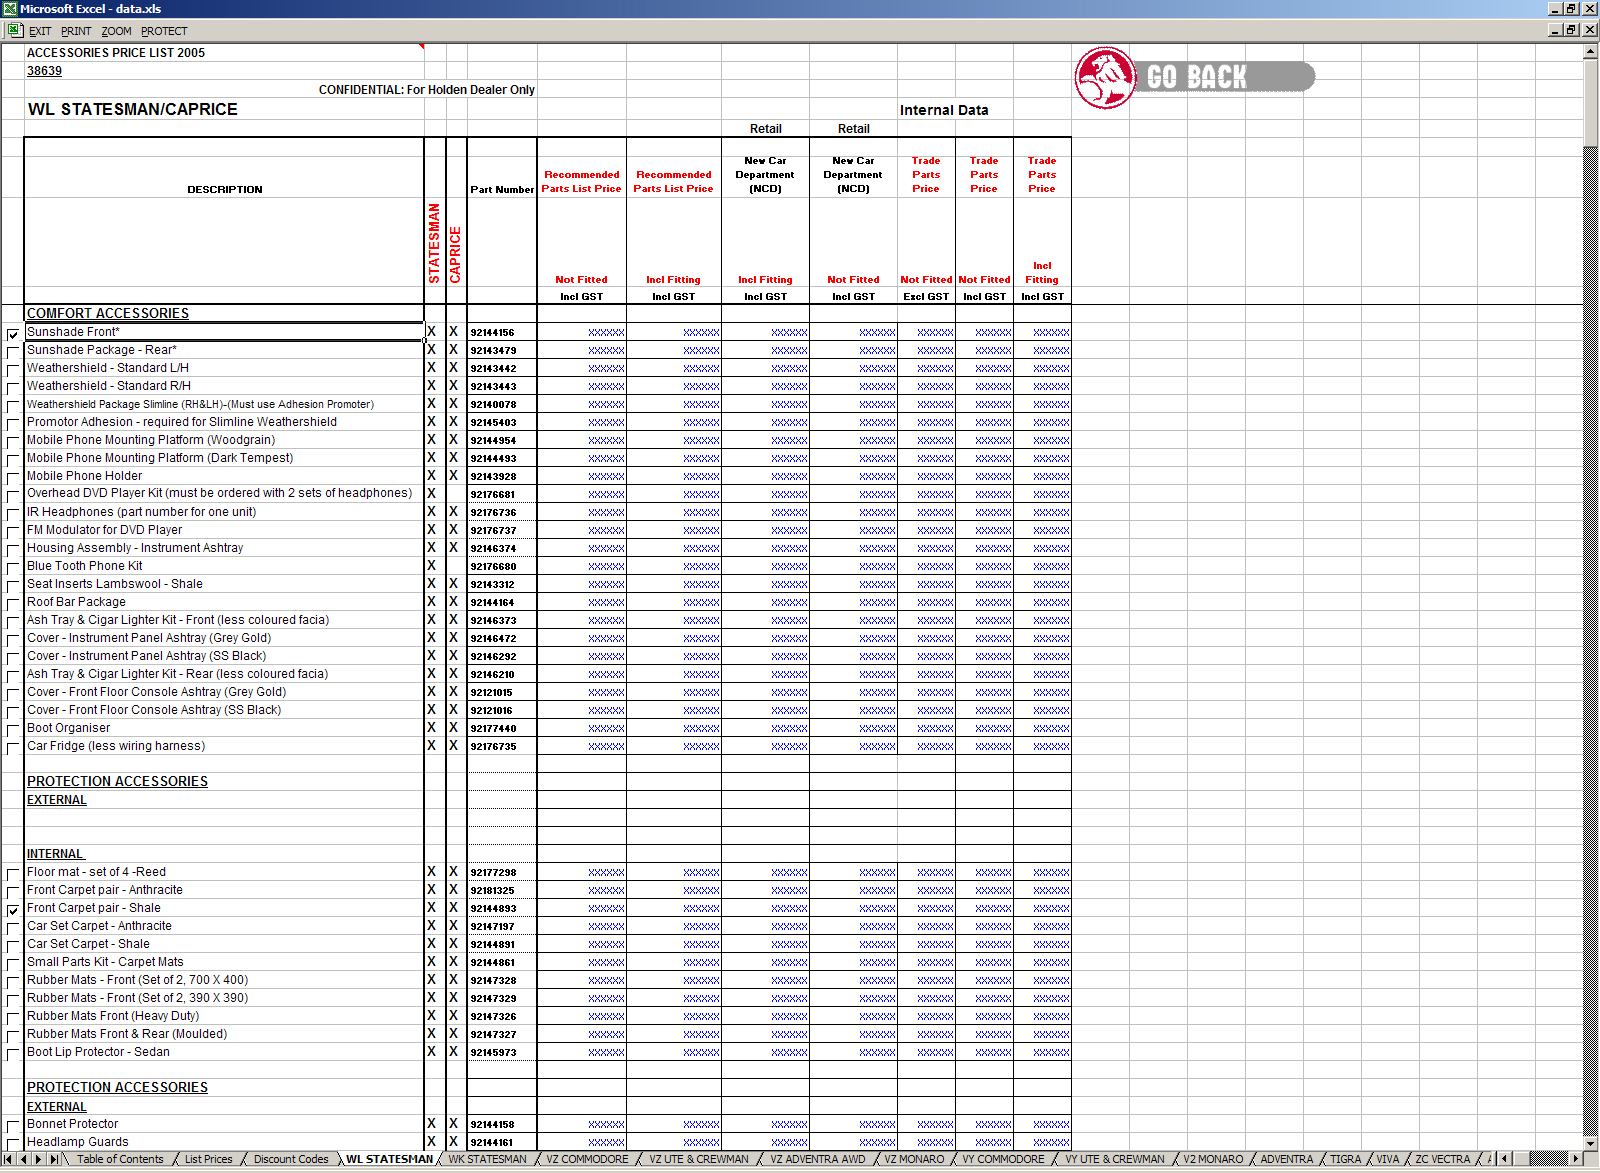 Microsoft Excel - data.xls
EXIT PRINT ZOOM PROTECT
ACCESSORIES PRICE LIST 2005
38639
GO BACK
CONFIDENTIAL: For Holden Dealer Only
WL STATESMAN/CAPRICE
Internal Data
Retail Retail
DESCRIPTION
STATESMAN
CAPRICE
Part Number
Recommended Parts List Price Not Fitted Incl GST
Recommended Parts List Price Incl Fitting Incl GST
New Car Department (NCD) Incl Fitting Incl GST
New Car Department (NCD) Not Fitted Incl GST
Trade Parts Price Not Fitted Excl GST
Trade Parts Price Not Fitted Incl GST
Trade Parts Price Incl Fitting Incl GST
COMFORT ACCESSORIES
Sunshade Front* X X 92144156 XXXXXX XXXXXX XXXXXX XXXXXX XXXXXX XXXXXX XXXXXX
Sunshade Package - Rear* X X 92143479 XXXXXX XXXXXX XXXXXX XXXXXX XXXXXX XXXXXX XXXXXX
Weathershield - Standard L/H X X 92143442 XXXXXX XXXXXX XXXXXX XXXXXX XXXXXX XXXXXX XXXXXX
Weathershield - Standard R/H X X 92143443 XXXXXX XXXXXX XXXXXX XXXXXX XXXXXX XXXXXX XXXXXX
Weathershield Package Slimline (RH&LH)-(Must use Adhesion Promoter) X X 92140078 XXXXXX XXXXXX XXXXXX XXXXXX XXXXXX XXXXXX XXXXXX
Promotor Adhesion - required for Slimline Weathershield X X 92145403 XXXXXX XXXXXX XXXXXX XXXXXX XXXXXX XXXXXX XXXXXX
Mobile Phone Mounting Platform (Woodgrain) X X 92144954 XXXXXX XXXXXX XXXXXX XXXXXX XXXXXX XXXXXX XXXXXX
Mobile Phone Mounting Platform (Dark Tempest) X X 92144493 XXXXXX XXXXXX XXXXXX XXXXXX XXXXXX XXXXXX XXXXXX
Mobile Phone Holder X X 92143928 XXXXXX XXXXXX XXXXXX XXXXXX XXXXXX XXXXXX XXXXXX
Overhead DVD Player Kit (must be ordered with 2 sets of headphones) X 92176681 XXXXXX XXXXXX XXXXXX XXXXXX XXXXXX XXXXXX XXXXXX
IR Headphones (part number for one unit) X X 92176736 XXXXXX XXXXXX XXXXXX XXXXXX XXXXXX XXXXXX XXXXXX
FM Modulator for DVD Player X X 92176737 XXXXXX XXXXXX XXXXXX XXXXXX XXXXXX XXXXXX XXXXXX
Housing Assembly - Instrument Ashtray X X 92146374 XXXXXX XXXXXX XXXXXX XXXXXX XXXXXX XXXXXX XXXXXX
Blue Tooth Phone Kit X 92176680 XXXXXX XXXXXX XXXXXX XXXXXX XXXXXX XXXXXX XXXXXX
Seat Inserts Lambswool - Shale X X 92143312 XXXXXX XXXXXX XXXXXX XXXXXX XXXXXX XXXXXX XXXXXX
Roof Bar Package X X 92144164 XXXXXX XXXXXX XXXXXX XXXXXX XXXXXX XXXXXX XXXXXX
Ash Tray & Cigar Lighter Kit - Front (less coloured facia) X X 92146373 XXXXXX XXXXXX XXXXXX XXXXXX XXXXXX XXXXXX XXXXXX
Cover - Instrument Panel Ashtray (Grey Gold) X X 92146472 XXXXXX XXXXXX XXXXXX XXXXXX XXXXXX XXXXXX XXXXXX
Cover - Instrument Panel Ashtray (SS Black) X X 92146292 XXXXXX XXXXXX XXXXXX XXXXXX XXXXXX XXXXXX XXXXXX
Ash Tray & Cigar Lighter Kit - Rear (less coloured facia) X X 92146210 XXXXXX XXXXXX XXXXXX XXXXXX XXXXXX XXXXXX XXXXXX
Cover - Front Floor Console Ashtray (Grey Gold) X X 92121015 XXXXXX XXXXXX XXXXXX XXXXXX XXXXXX XXXXXX XXXXXX
Cover - Front Floor Console Ashtray (SS Black) X X 92121016 XXXXXX XXXXXX XXXXXX XXXXXX XXXXXX XXXXXX XXXXXX
Boot Organiser X X 92177440 XXXXXX XXXXXX XXXXXX XXXXXX XXXXXX XXXXXX XXXXXX
Car Fridge (less wiring harness) X X 92176735 XXXXXX XXXXXX XXXXXX XXXXXX XXXXXX XXXXXX XXXXXX
PROTECTION ACCESSORIES
EXTERNAL
INTERNAL
Floor mat - set of 4 -Reed X X 92177298 XXXXXX XXXXXX XXXXXX XXXXXX XXXXXX XXXXXX XXXXXX
Front Carpet pair - Anthracite X X 92181325 XXXXXX XXXXXX XXXXXX XXXXXX XXXXXX XXXXXX XXXXXX
Front Carpet pair - Shale X X 92144893 XXXXXX XXXXXX XXXXXX XXXXXX XXXXXX XXXXXX XXXXXX
Car Set Carpet - Anthracite X X 92147197 XXXXXX XXXXXX XXXXXX XXXXXX XXXXXX XXXXXX XXXXXX
Car Set Carpet - Shale X X 92144891 XXXXXX XXXXXX XXXXXX XXXXXX XXXXXX XXXXXX XXXXXX
Small Parts Kit - Carpet Mats X X 92144861 XXXXXX XXXXXX XXXXXX XXXXXX XXXXXX XXXXXX XXXXXX
Rubber Mats - Front (Set of 2, 700 X 400) X X 92147328 XXXXXX XXXXXX XXXXXX XXXXXX XXXXXX XXXXXX XXXXXX
Rubber Mats - Front (Set of 2, 390 X 390) X X 92147329 XXXXXX XXXXXX XXXXXX XXXXXX XXXXXX XXXXXX XXXXXX
Rubber Mats Front (Heavy Duty) X X 92147326 XXXXXX XXXXXX XXXXXX XXXXXX XXXXXX XXXXXX XXXXXX
Rubber Mats Front & Rear (Moulded) X X 92147327 XXXXXX XXXXXX XXXXXX XXXXXX XXXXXX XXXXXX XXXXXX
Boot Lip Protector - Sedan X X 92145973 XXXXXX XXXXXX XXXXXX XXXXXX XXXXXX XXXXXX XXXXXX
PROTECTION ACCESSORIES
EXTERNAL
Bonnet Protector X X 92144158 XXXXXX XXXXXX XXXXXX XXXXXX XXXXXX XXXXXX XXXXXX
Headlamp Guards X X 92144161 XXXXXX XXXXXX XXXXXX XXXXXX XXXXXX XXXXXX XXXXXX
Table of Contents List Prices Discount Codes WL STATESMAN WK STATESMAN VZ COMMODORE VZ UTE & CREWMAN VZ ADVENTRA AWD VZ MONARO VY COMMODORE VY UTE & CREWMAN V2 MONARO ADVENTRA TIGRA VIVA ZC VECTRA